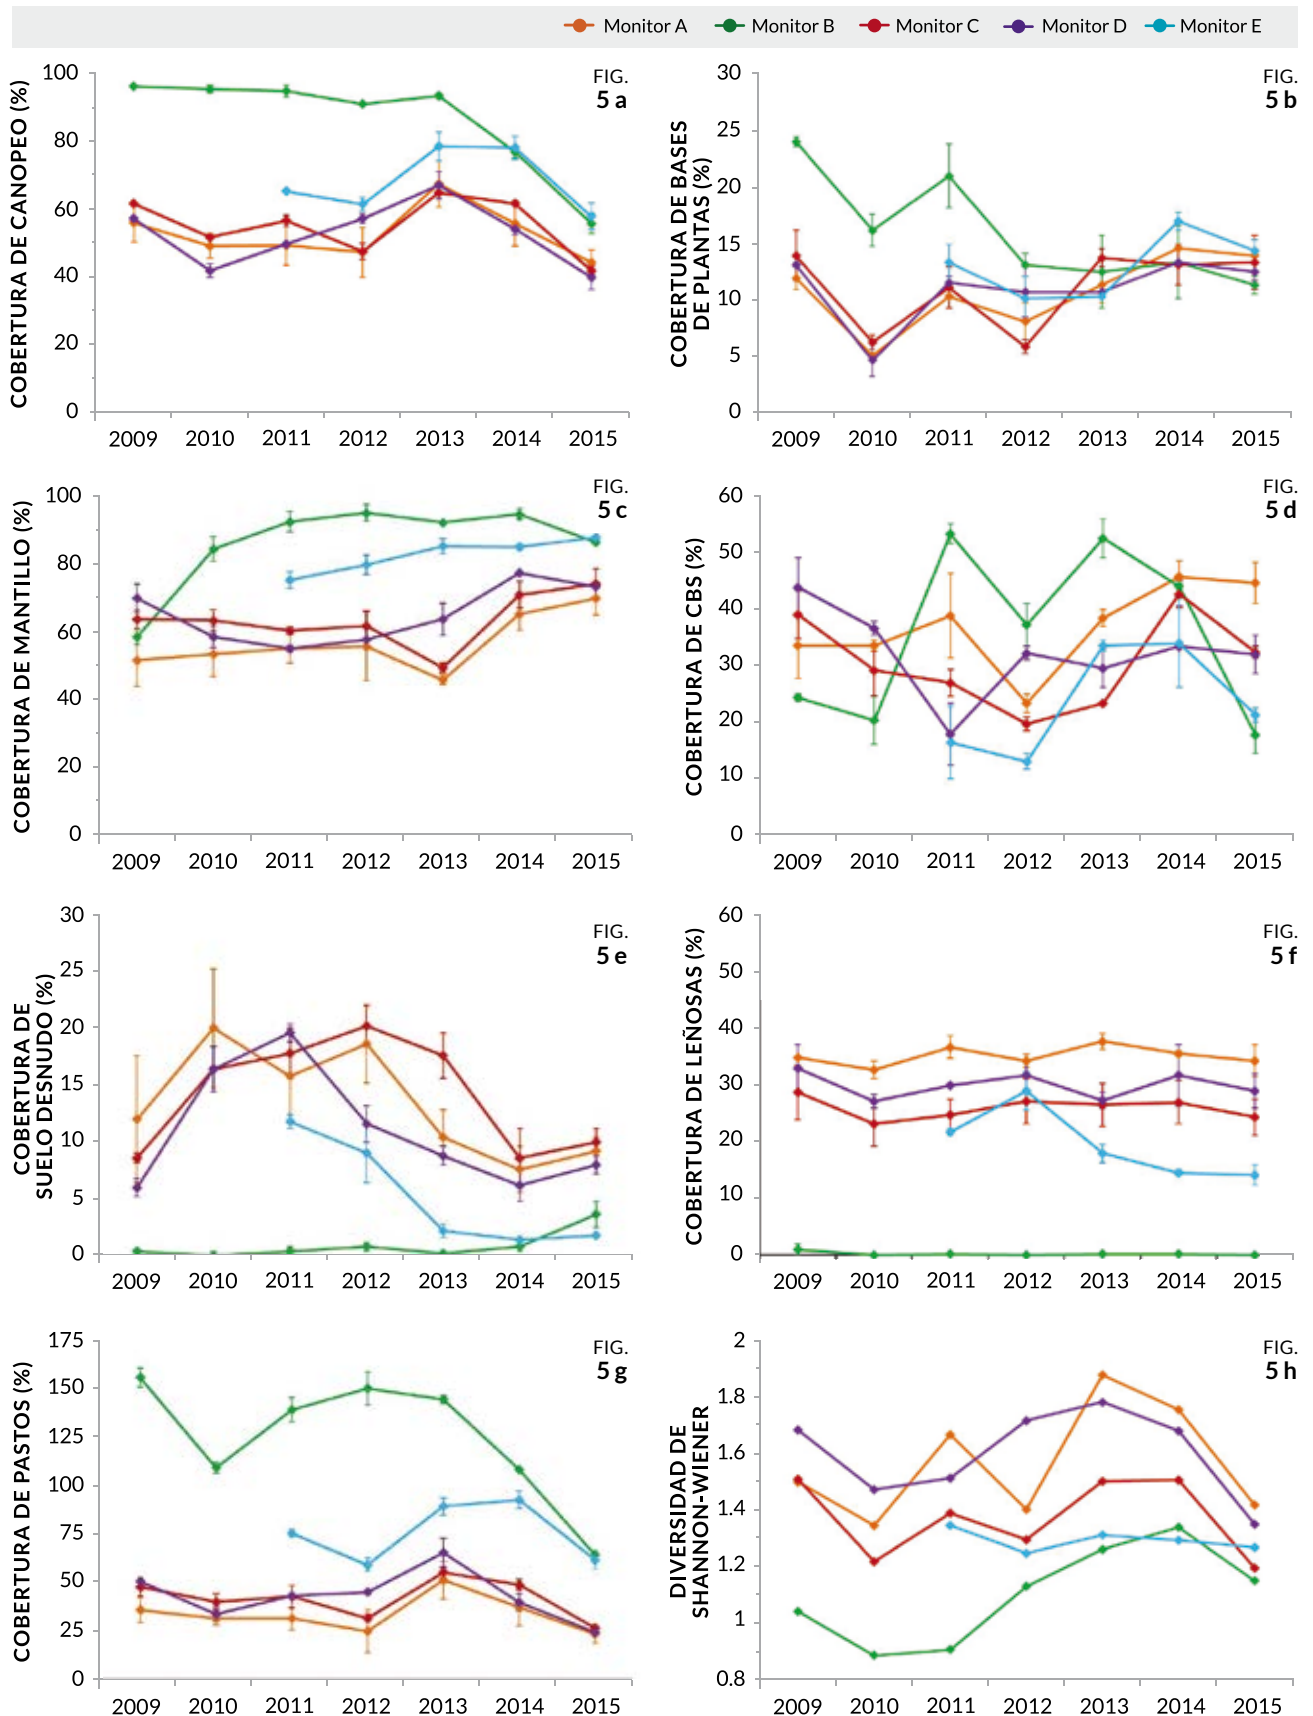 Monitor A Monitor B Monitor C Monitor D Monitor E
FIG.
5 a
COBERTURA DE CANOPEO (%)
100
80
60
40
20
0
2009 2010 2011 2012 2013 2014 2015
FIG.
5 b
COBERTURA DE BASES
DE PLANTAS (%)
30
25
20
15
10
5
0
2009 2010 2011 2012 2013 2014 2015
FIG.
5 c
COBERTURA DE MANTILLO (%)
100
80
60
40
20
0
2009 2010 2011 2012 2013 2014 2015
FIG.
5 d
COBERTURA DE CBS (%)
60
50
40
30
20
10
0
2009 2010 2011 2012 2013 2014 2015
FIG.
5 e
COBERTURA DE
SUELO DESNUDO (%)
30
25
20
15
10
5
0
2009 2010 2011 2012 2013 2014 2015
FIG.
5 f
COBERTURA DE LEÑOSAS (%)
60
50
40
30
20
10
0
2009 2010 2011 2012 2013 2014 2015
FIG.
5 g
COBERTURA DE PASTOS (%)
175
150
125
100
75
50
25
0
2009 2010 2011 2012 2013 2014 2015
FIG.
5 h
DIVERSIDAD DE
SHANNON-WIENER
2
1.8
1.6
1.4
1.2
1
0.8
2009 2010 2011 2012 2013 2014 2015